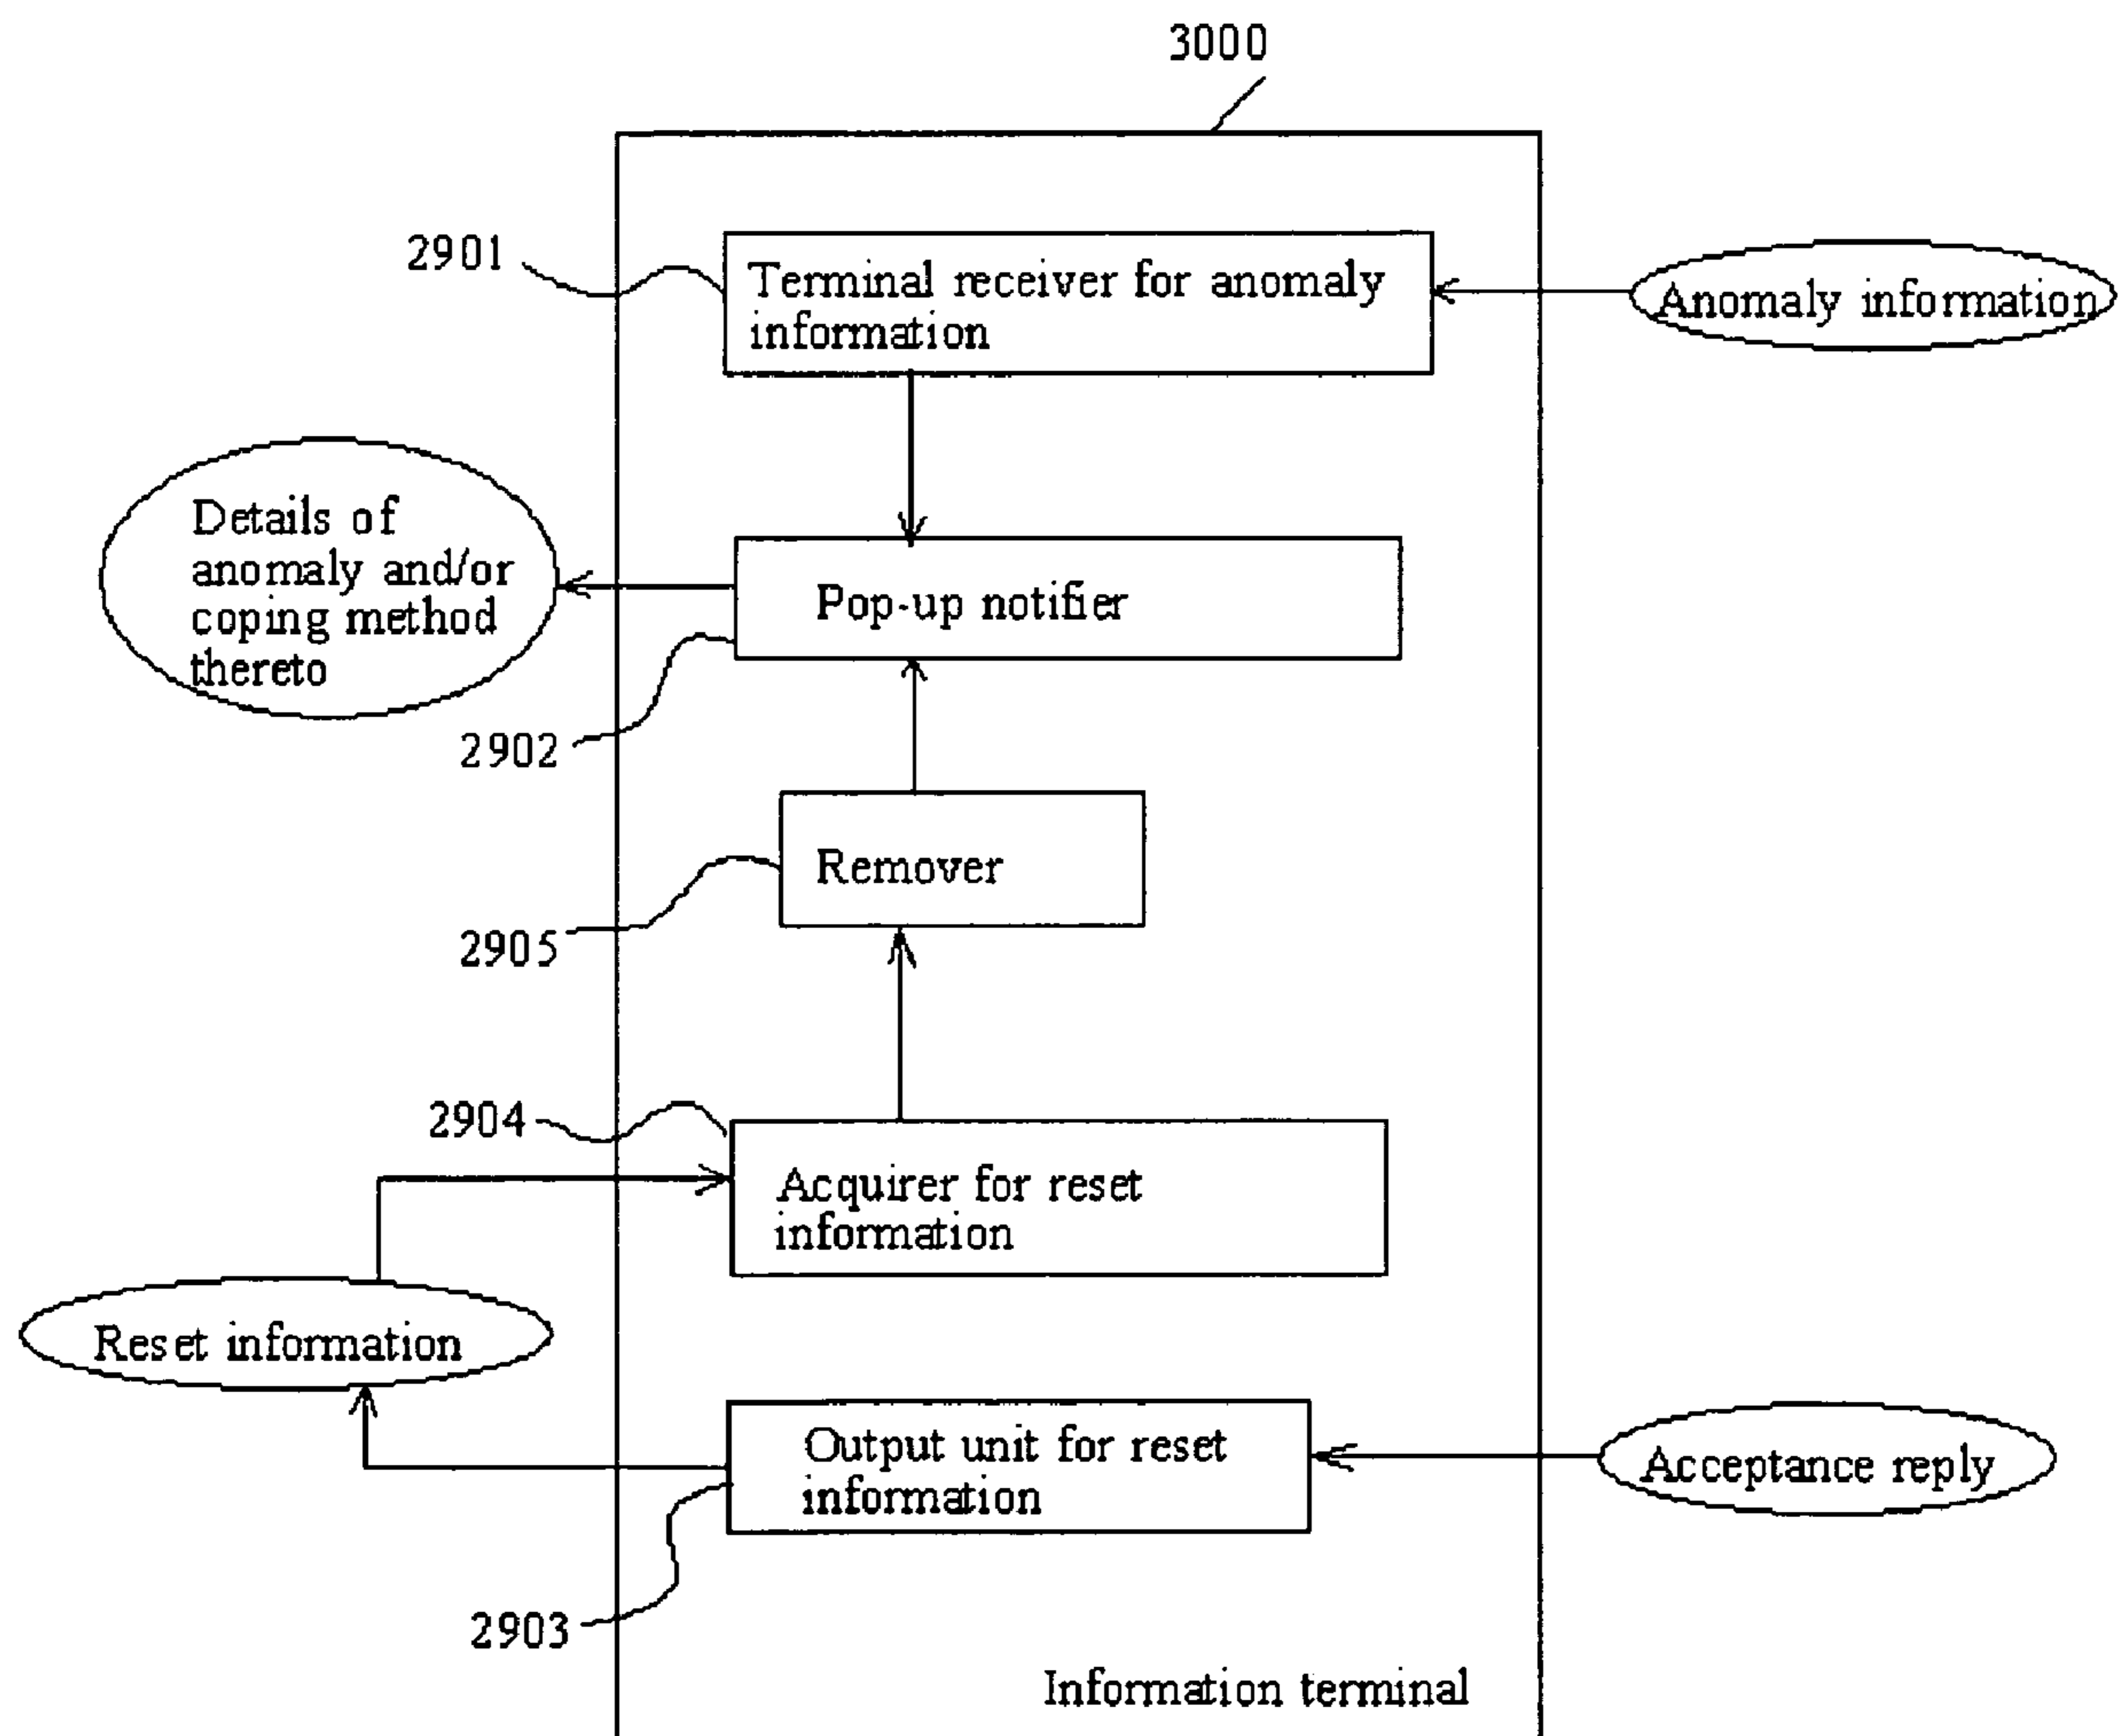 3000
2901
Terminal receiver for anomaly
information
Anomaly information
Details of
anomaly and/or
coping method
thereto
Pop-up notifier
2902
Remover
2905
2904
Acquirer for reset
information
Reset information
Output unit for reset
information
Acceptance reply
2903
Information terminal